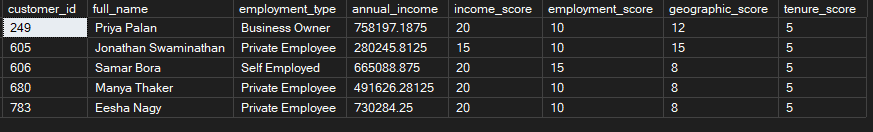 customer_id full_name employment_type annual_income income_score employment_score geographic_score tenure_score
249 Priya Palan Business Owner 758197.1875 20 10 12 5
605 Jonathan Swaminathan Private Employee 280245.8125 15 10 15 5
606 Samar Bora Self Employed 665088.875 20 15 8 5
680 Manya Thaker Private Employee 491626.28125 20 10 8 5
783 Eesha Nagy Private Employee 730284.25 20 10 8 5